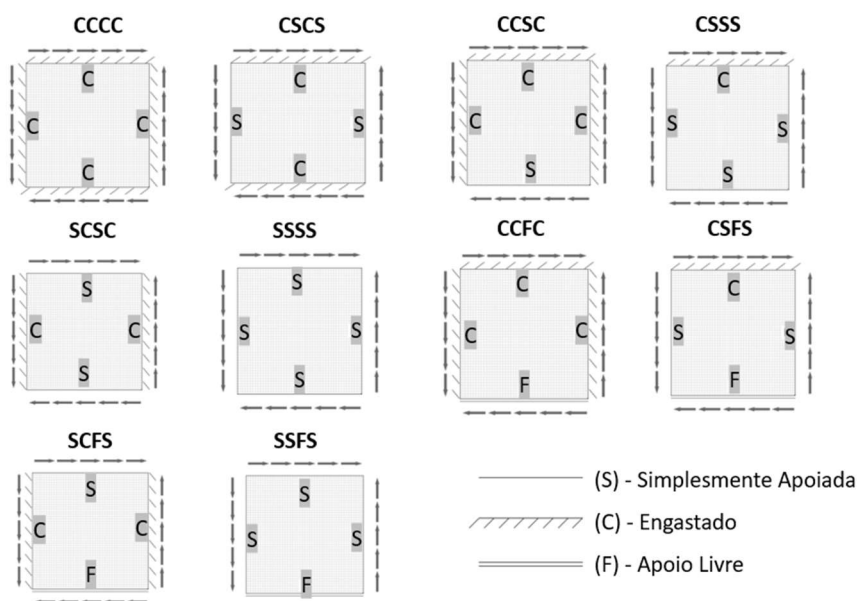 CCCC CSCS CCSC CSSS
C C C C
C C S S C C S S
C C S S
SCSC SSSS CCFC CSFS
S S C C
C C S S C C S S
S S F F
SCFS SSFS
S S
C C S S
F F
(S) - Simplesmente Apoiada
(C) - Engastado
(F) - Apoio Livre